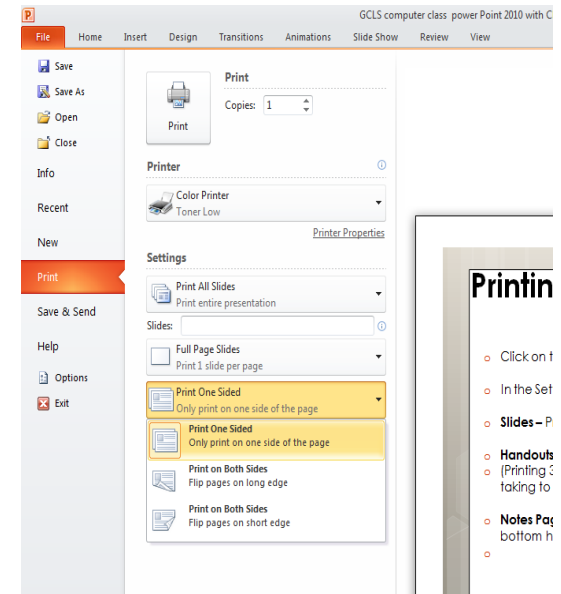 GCLS computer class power Point 2010 with C
File Home Insert Design Transitions Animations Slide Show Review View
Save
Save As
Open
Close
Info
Recent
New
Print
Save & Send
Help
Options
Exit
Print
Print
Copies: 1
Printer
Color Printer
Toner Low
Printer Properties
Settings
Print All Slides
Print entire presentation
Slides:
Full Page Slides
Print 1 slide per page
Print One Sided
Only print on one side of the page
Print One Sided
Only print on one side of the page
Print on Both Sides
Flip pages on long edge
Print on Both Sides
Flip pages on short edge
Printin
Click on t
In the Set
Slides – P
Handouts
(Printing 3
taking to
Notes Pag
bottom h